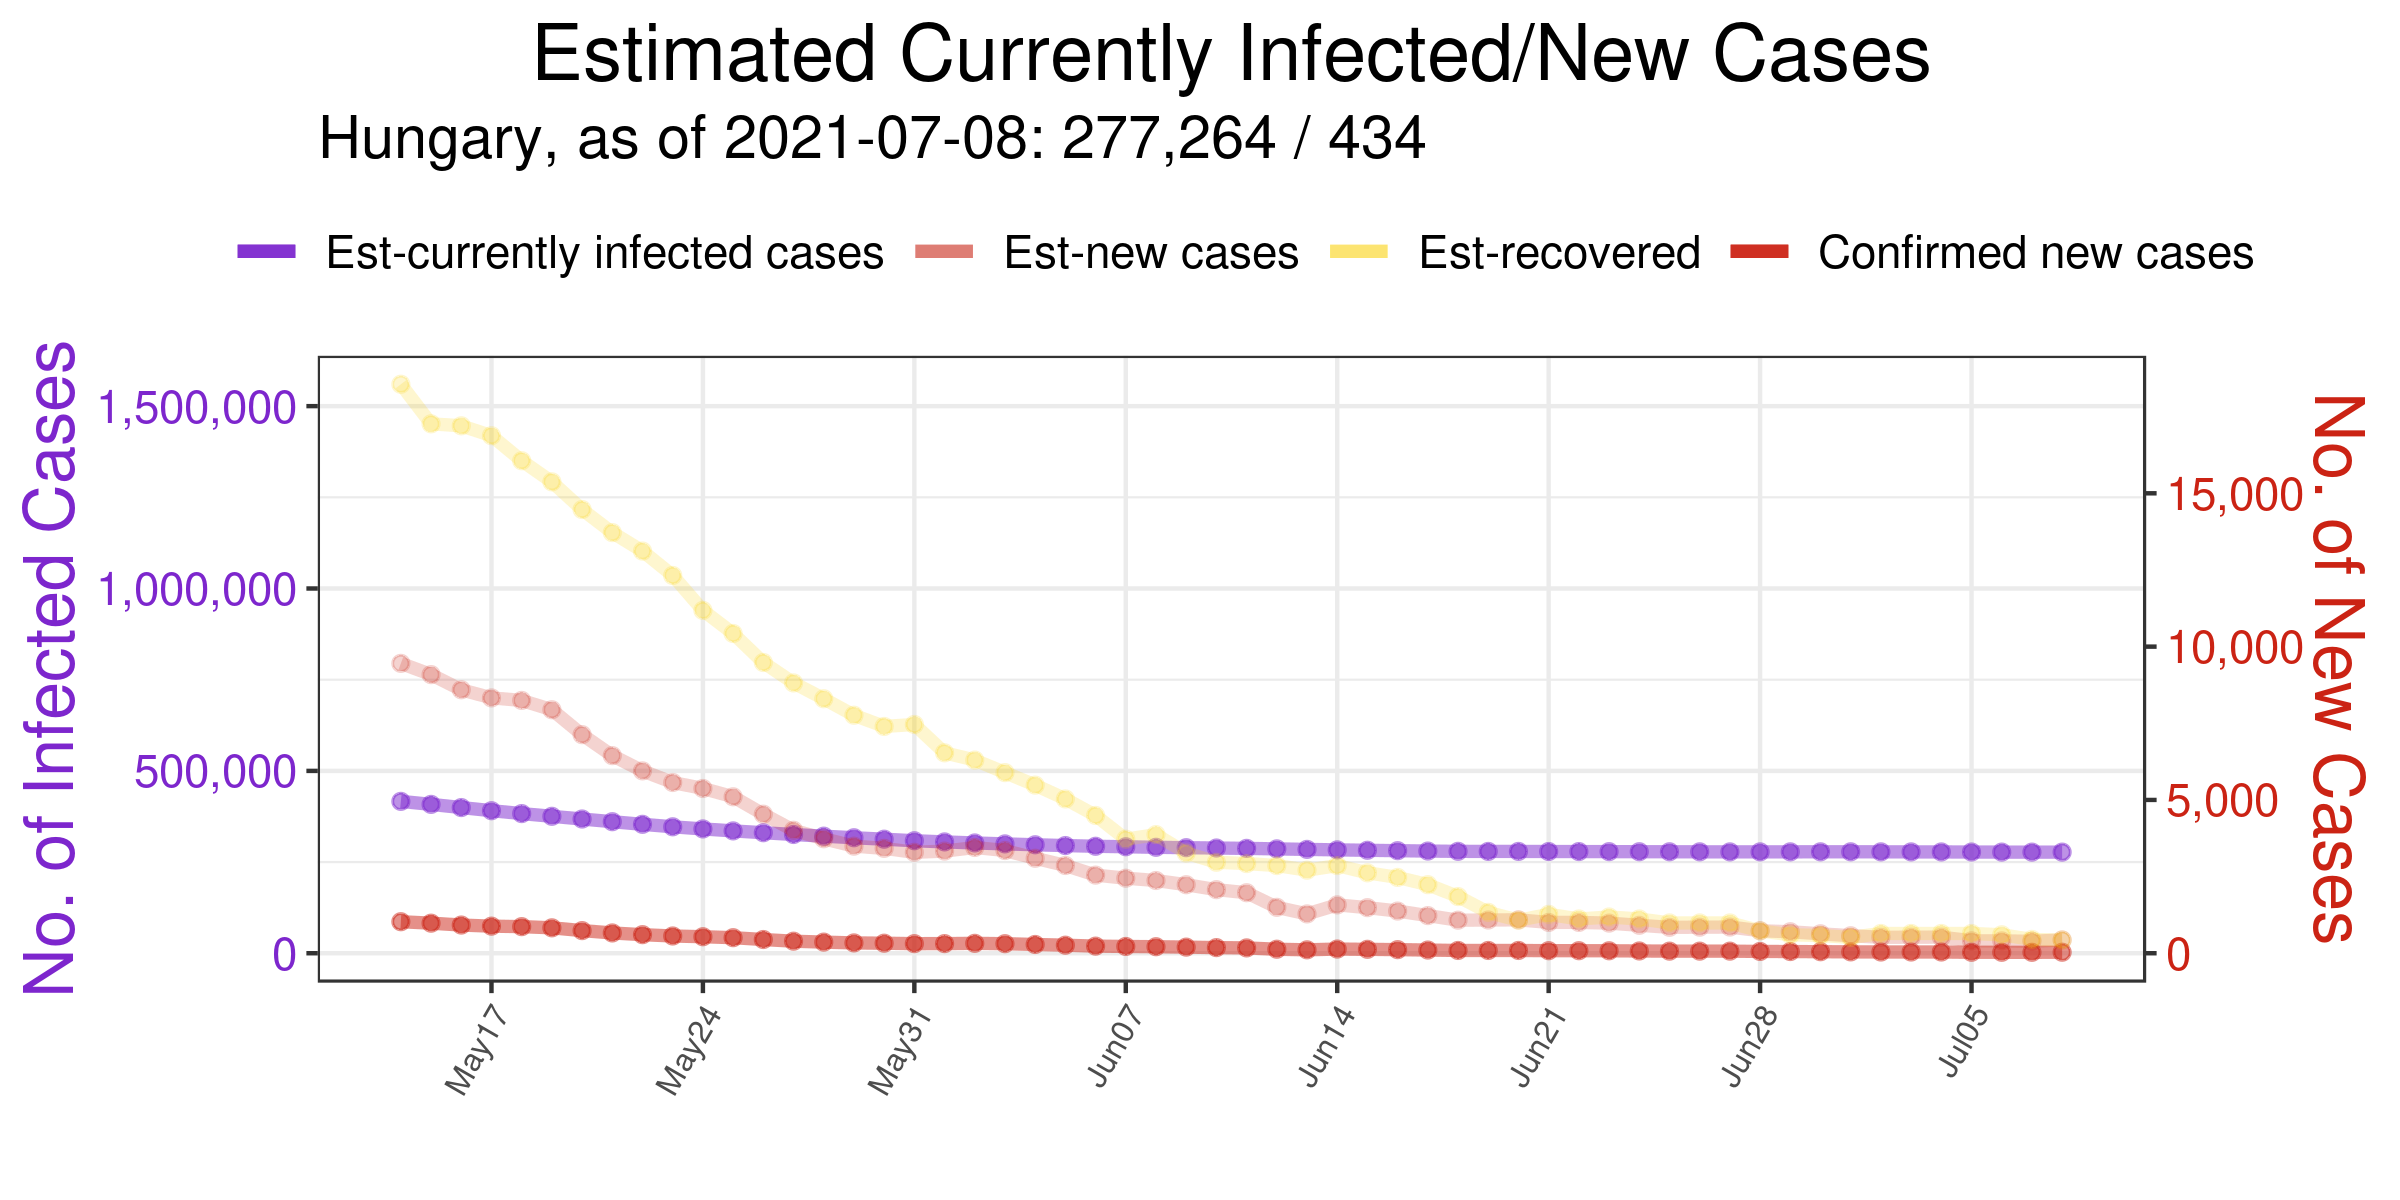 Estimated Currently Infected/New Cases
Hungary, as of 2021-07-08: 277,264 / 434
Est-currently infected cases Est-new cases Est-recovered Confirmed new cases
No. of Infected Cases
1,500,000
1,000,000
500,000
0
15,000
10,000
5,000
0
No. of New Cases
May17 May24 May31 Jun07 Jun14 Jun21 Jun28 Jul05